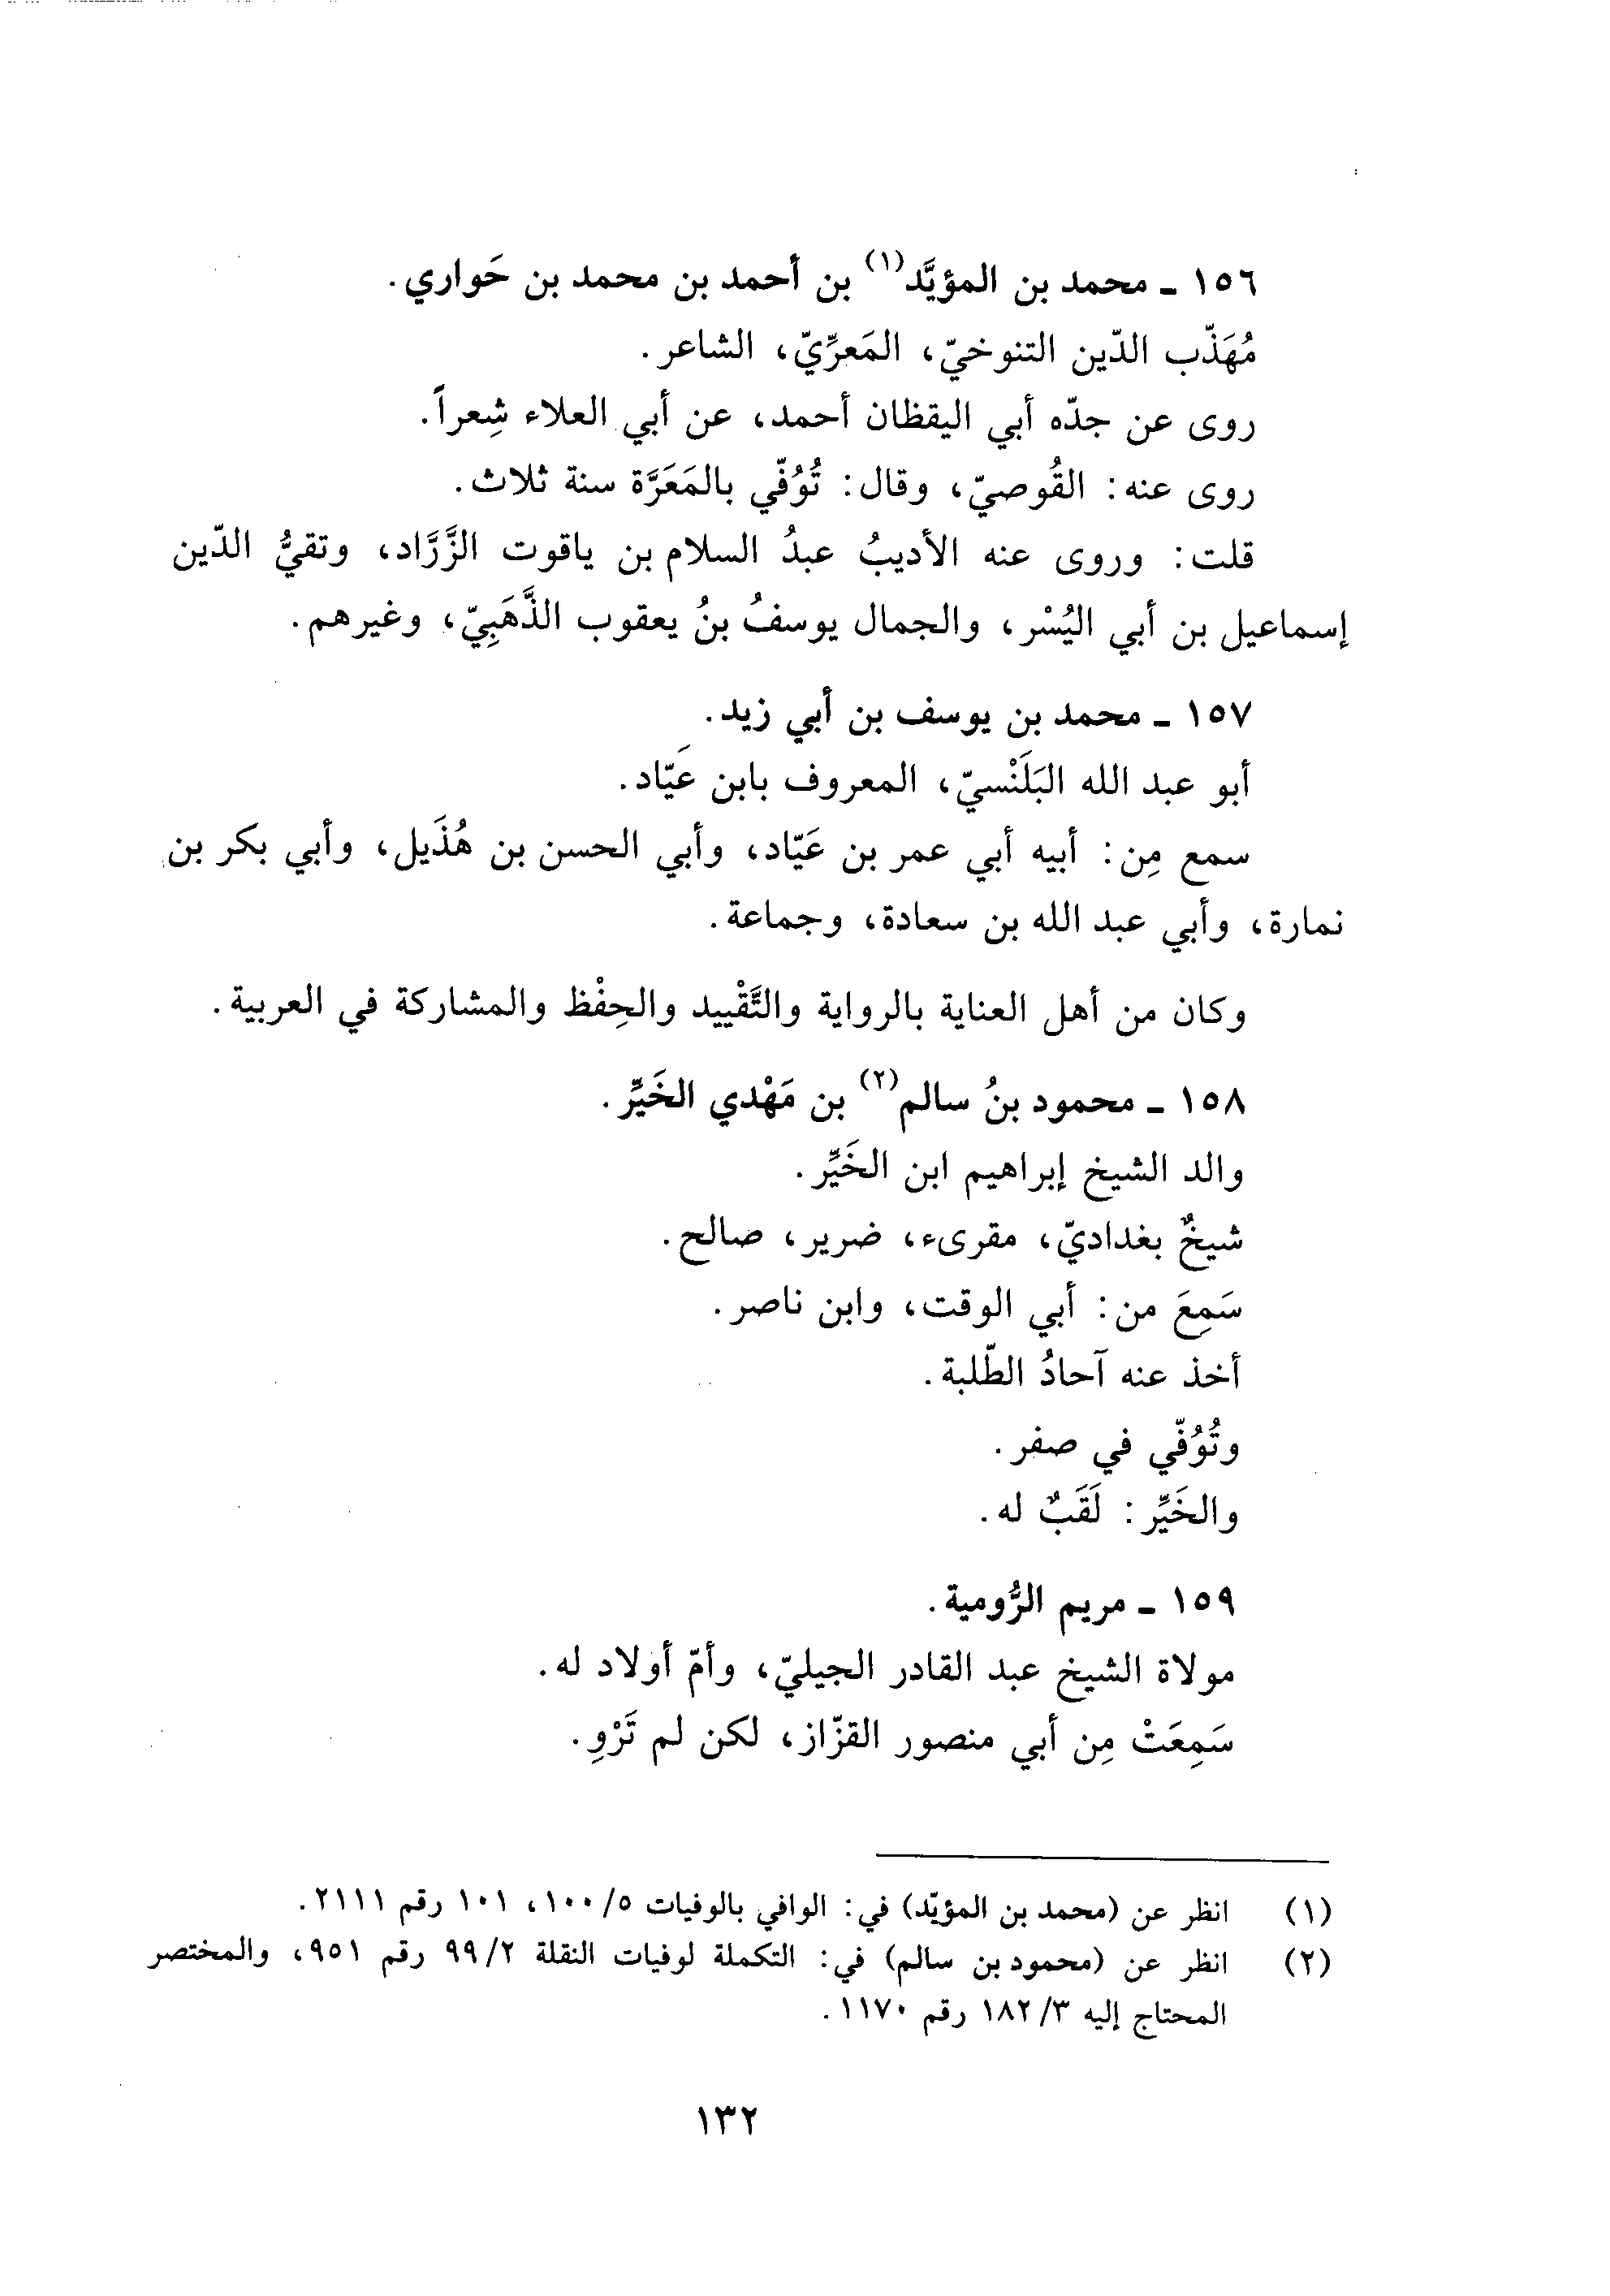 ١٥٦ ـ محمد بن المؤيَّد(١) بن أحمد بن محمد بن حَواري.
مُهَذّب الدّين التنوخيّ، المَعرِّيّ، الشاعر.
روى عن جدّه أبي اليقظان أحمد، عن أبي العلاء شِعراً.
روى عنه: القُوصيّ، وقال: تُوُفّي بالمَعَرَّة سنة ثلاث.
قلت: وروى عنه الأديبُ عبدُ السلام بن ياقوت الزَّرَّاد، وتقيُّ الدّين
إسماعيل بن أبي اليُسْر، والجمال يوسفُ بنُ يعقوب الذَّهَبِيّ، وغيرهم.
١٥٧ ـ محمد بن يوسف بن أبي زيد.
أبو عبد الله البَلَنْسيّ، المعروف بابن عَيّاد.
سمع مِن: أبيه أبي عمر بن عَيّاد، وأبي الحسن بن هُذَيل، وأبي بكر بن
نمارة، وأبي عبد الله بن سعادة، وجماعة.
وكان من أهل العناية بالرواية والتَّقْييد والحِفْظ والمشاركة في العربية.
١٥٨ ـ محمود بنُ سالم(٢) بن مَهْدي الخَيِّر.
والد الشيخ إبراهيم ابن الخَيِّر.
شيخٌ بغداديّ، مقرىء، ضرير، صالح.
سَمِعَ من: أبي الوقت، وابن ناصر.
أخذ عنه آحادُ الطّلبة.
وتُوُفّي في صفر.
والخَيِّر: لَقَبٌ له.
١٥٩ ـ مريم الرُّومية.
مولاة الشيخ عبد القادر الجيليّ، وأمّ أولاد له.
سَمِعَتْ مِن أبي منصور القزّاز، لكن لم تَرْوِ.
(١) انظر عن (محمد بن المؤيّد) في: الوافي بالوفيات ٥/١٠٠، ١٠١ رقم ٢١١١.
(٢) انظر عن (محمود بن سالم) في: التكملة لوفيات النقلة ٢/٩٩ رقم ٩٥١، والمختصر
المحتاج إليه ٣/١٨٢ رقم ١١٧٠.
١٣٢